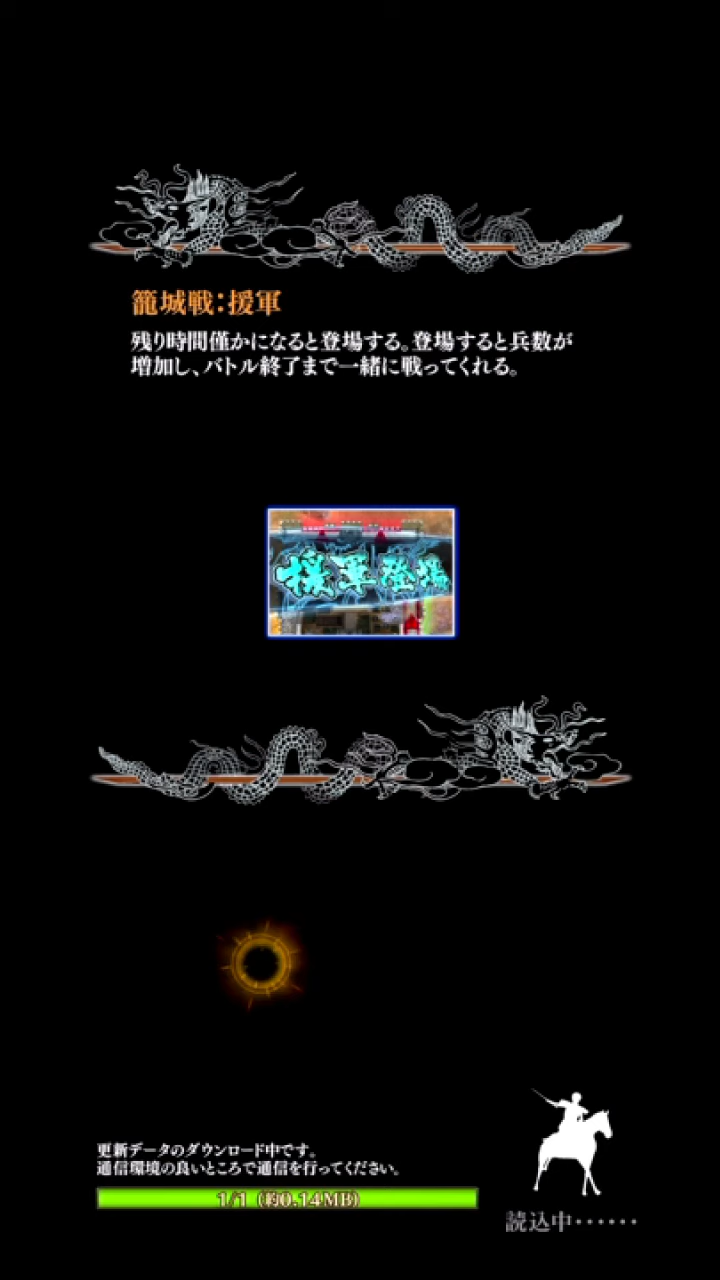 籠城戦:援軍
残り時間僅かになると登場する。登場すると兵数が
増加し、バトル終了まで一緒に戦ってくれる。
援軍登場
更新データのダウンロード中です。
通信環境の良いところで通信を行ってください。
1/1 (約0.14MB)
読込中‥‥‥